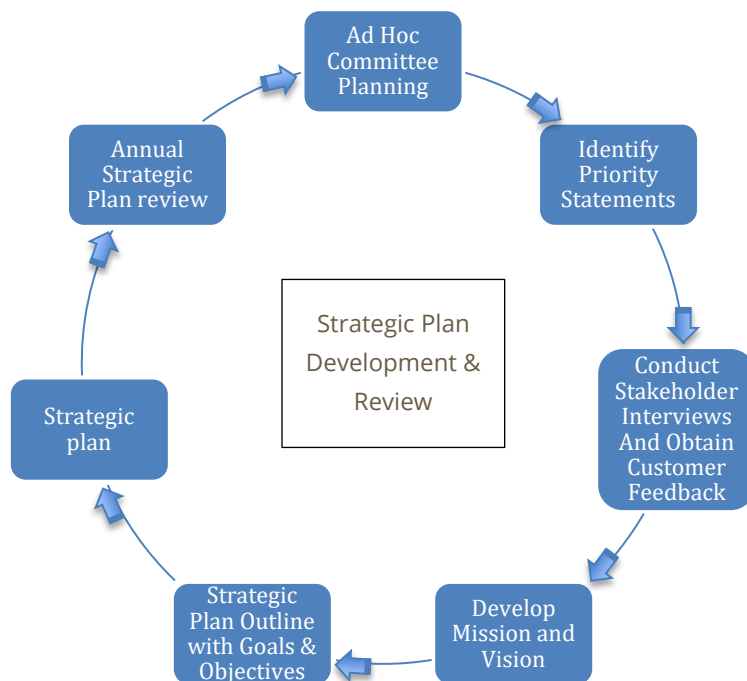 Ad Hoc
Committee
Planning
Identify
Priority
Statements
Conduct
Stakeholder
Interviews
And Obtain
Customer
Feedback
Develop
Mission and
Vision
Strategic
Plan Outline
with Goals &
Objectives
Strategic
plan
Annual
Strategic
Plan review
Strategic Plan
Development &
Review